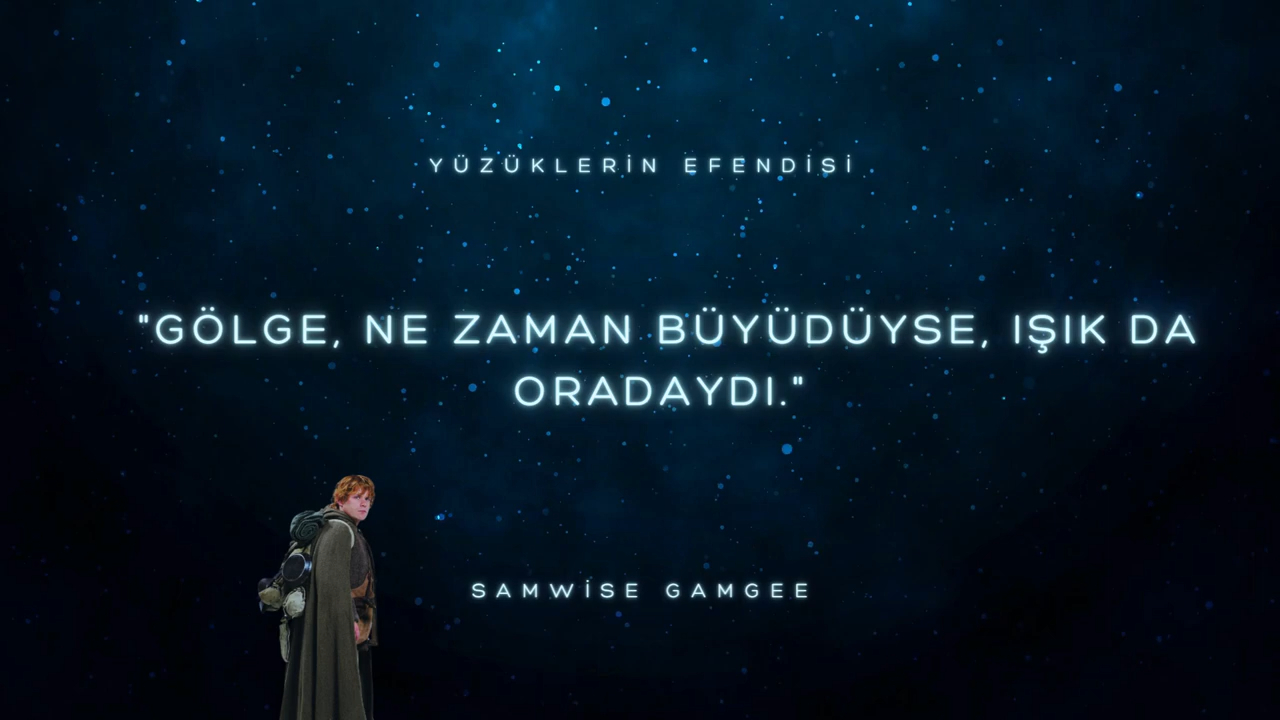 YÜZÜKLERİN EFENDİSİ
"GÖLGE, NE ZAMAN BÜYÜDÜYSE, IŞIK DA
ORADAYDI."
SAMWİSE GAMGEE